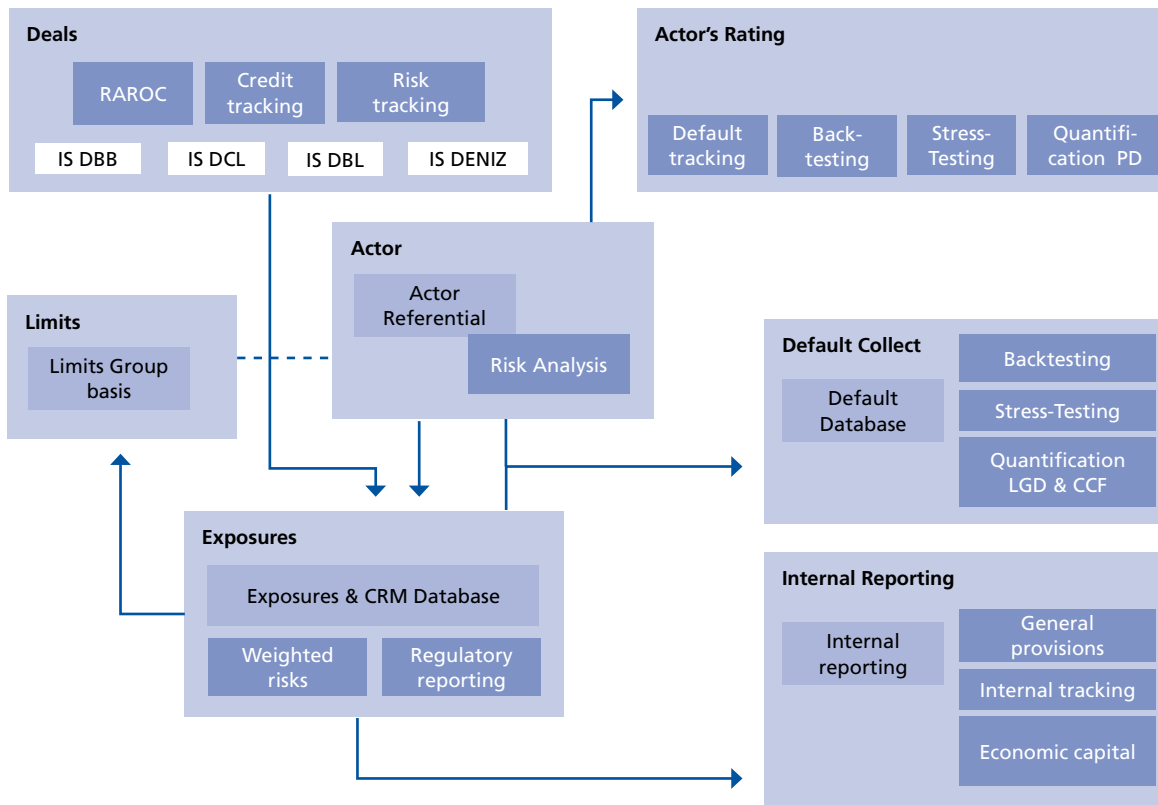 Deals
RAROC
Credit
tracking
Risk
tracking
IS DBB
IS DCL
IS DBL
IS DENIZ
Actor’s Rating
Default
tracking
Back-
testing
Stress-
Testing
Quantifi-
cation PD
Actor
Actor
Referential
Risk Analysis
Limits
Limits Group
basis
Default Collect
Default
Database
Backtesting
Stress-Testing
Quantification
LGD & CCF
Exposures
Exposures & CRM Database
Weighted
risks
Regulatory
reporting
Internal Reporting
Internal
reporting
General
provisions
Internal tracking
Economic capital